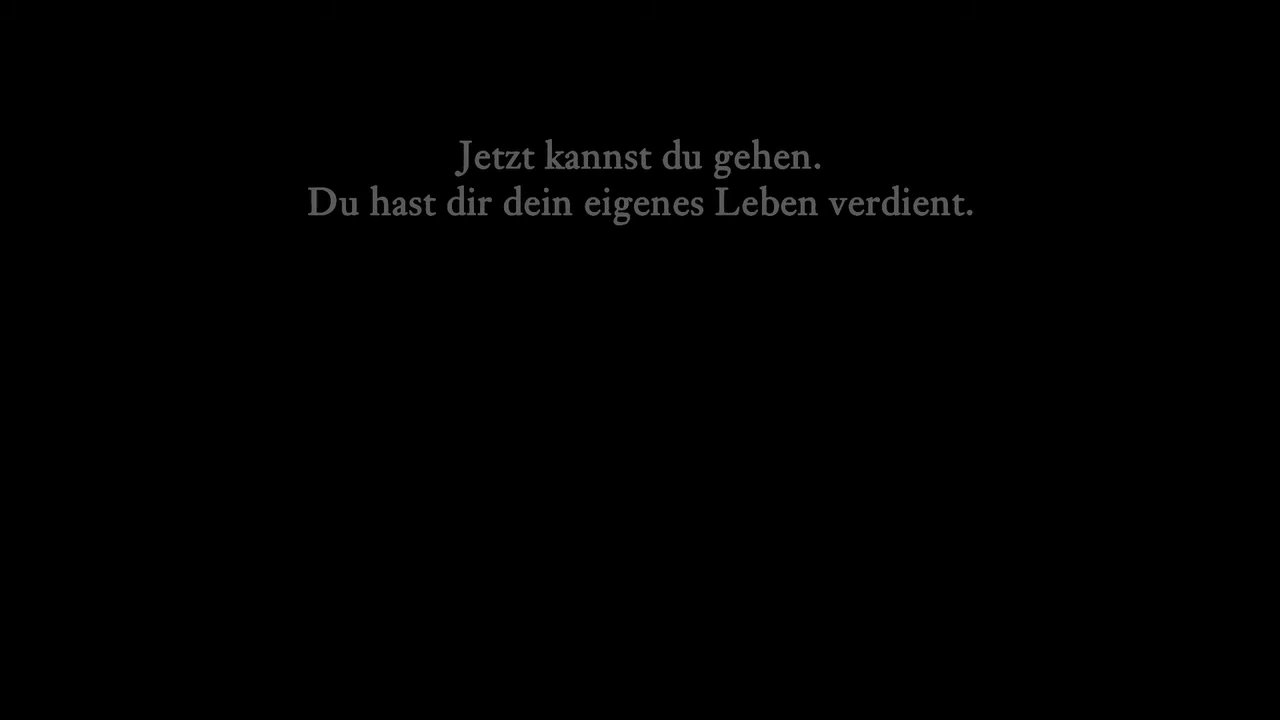 Jetzt kannst du gehen.
Du hast dir dein eigenes Leben verdient.